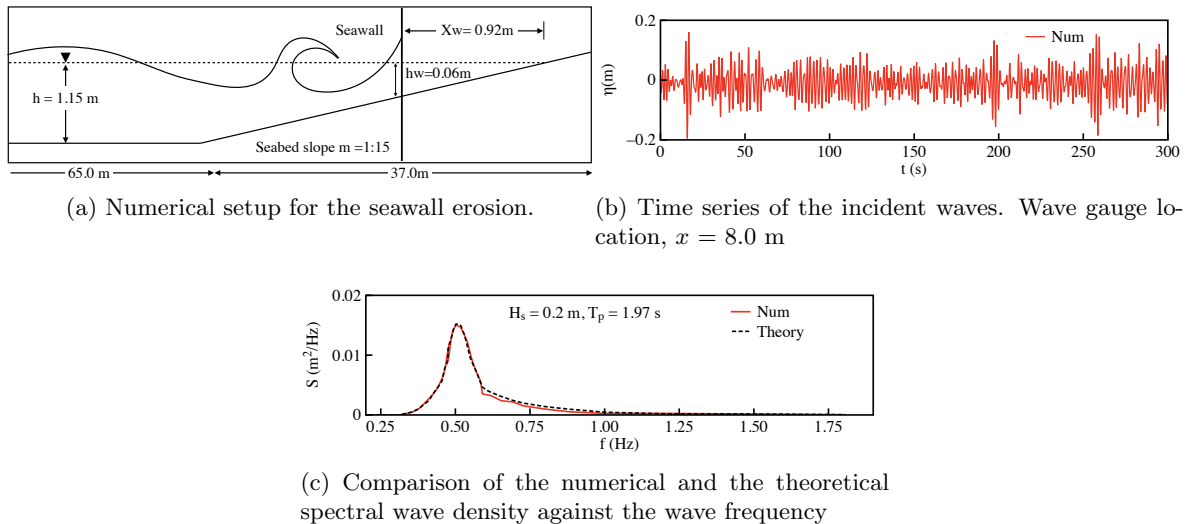 Seawall
Xw= 0.92m
h = 1.15 m
hw=0.06m
Seabed slope m =1:15
65.0 m
37.0m
(a) Numerical setup for the seawall erosion.
0.2
Num
η(m)
0
−0.2
0 50 100 150 200 250 300
t (s)
(b) Time series of the incident waves. Wave gauge lo-
cation, x = 8.0 m
0.02
Hs = 0.2 m, Tp = 1.97 s
Num
Theory
S (m²/Hz)
0.01
0
0.25 0.50 0.75 1.00 1.25 1.50 1.75
f (Hz)
(c) Comparison of the numerical and the theoretical
spectral wave density against the wave frequency